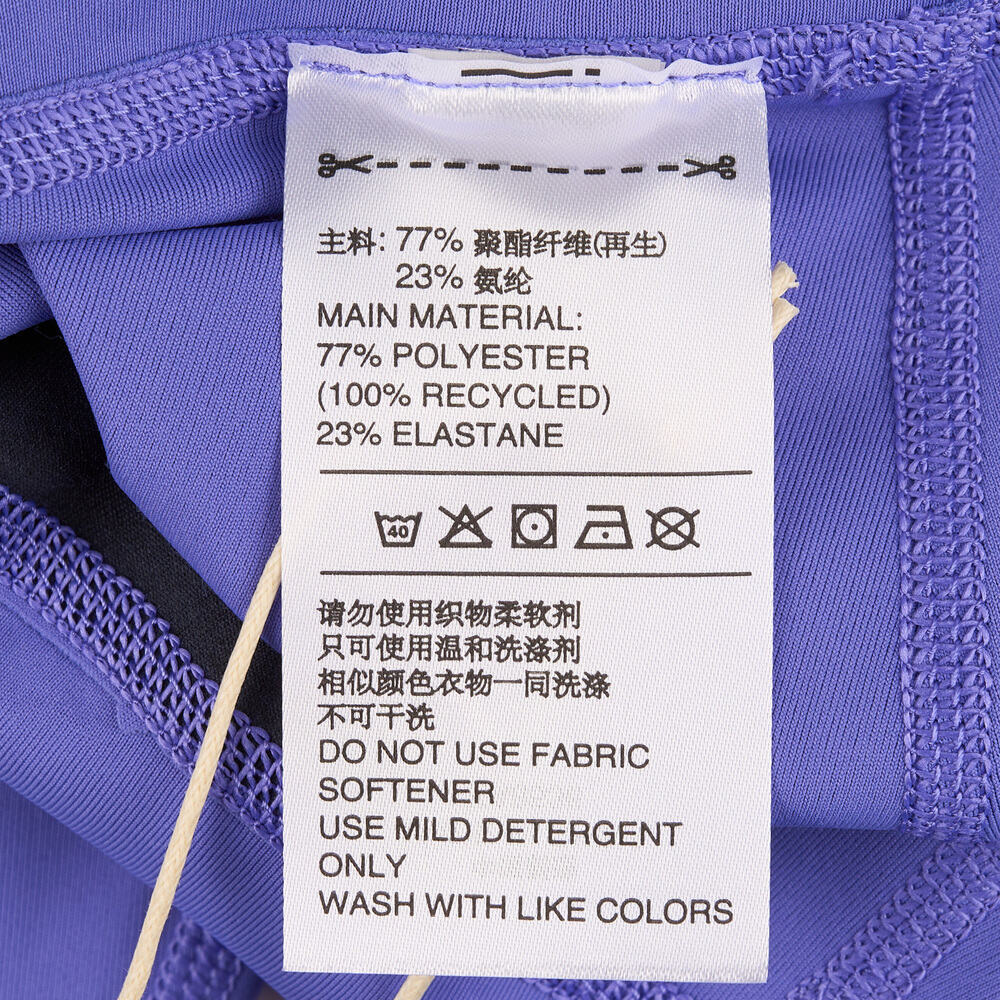 主料: 77% 聚酯纤维(再生)
23% 氨纶
MAIN MATERIAL:
77% POLYESTER
(100% RECYCLED)
23% ELASTANE
40
请勿使用织物柔软剂
只可使用温和洗涤剂
相似颜色衣物一同洗涤
不可干洗
DO NOT USE FABRIC
SOFTENER
USE MILD DETERGENT
ONLY
WASH WITH LIKE COLORS